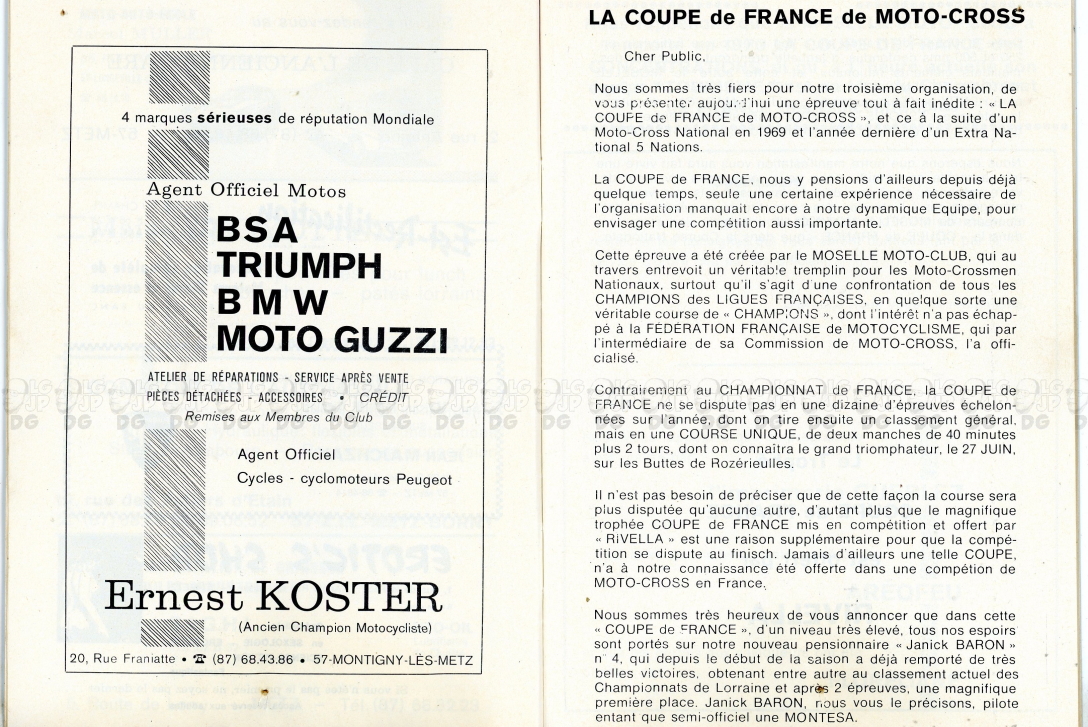 4 marques sérieuses de réputation Mondiale
Agent Officiel Motos
BSA
TRIUMPH
BMW
MOTO GUZZI
ATELIER DE RÉPARATIONS - SERVICE APRÈS VENTE
PIÈCES DÉTACHÉES - ACCESSOIRES • CRÉDIT
Remises aux Membres du Club
Agent Officiel
Cycles - cyclomoteurs Peugeot
Ernest KOSTER
(Ancien Champion Motocycliste)
20, Rue Franiatte • ☎ (87) 68.43.86 • 57-MONTIGNY-LÈS-METZ
LA COUPE de FRANCE de MOTO-CROSS
Cher Public,
Nous sommes très fiers pour notre troisième organisation, de
vous présenter aujourd'hui une épreuve tout à fait inédite : « LA
COUPE de FRANCE de MOTO-CROSS », et ce à la suite d'un
Moto-Cross National en 1969 et l'année dernière d'un Extra Na-
tional 5 Nations.
La COUPE de FRANCE, nous y pensions d'ailleurs depuis déjà
quelque temps, seule une certaine expérience nécessaire de
l'organisation manquait encore à notre dynamique Equipe, pour
envisager une compétition aussi importante.
Cette épreuve a été créée par le MOSELLE MOTO-CLUB, qui au
travers entrevoit un véritable tremplin pour les Moto-Crossmen
Nationaux, surtout qu'il s'agit d'une confrontation de tous les
CHAMPIONS des LIGUES FRANÇAISES, en quelque sorte une
véritable course de « CHAMPIONS », dont l'intérêt n'a pas échap-
pé à la FÉDÉRATION FRANÇAISE de MOTOCYCLISME, qui par
l'intermédiaire de sa Commission de MOTO-CROSS, l'a offi-
cialisé.
Contrairement au CHAMPIONNAT de FRANCE, la COUPE de
FRANCE ne se dispute pas en une dizaine d'épreuves échelon-
nées sur l'année, dont on tire ensuite un classement général,
mais en une COURSE UNIQUE, de deux manches de 40 minutes
plus 2 tours, dont on connaitra le grand triomphateur, le 27 JUIN,
sur les Buttes de Rozérieulles.
Il n'est pas besoin de préciser que de cette façon la course sera
plus disputée qu'aucune autre, d'autant plus que le magnifique
trophée COUPE de FRANCE mis en compétition et offert par
« RiVELLA » est une raison supplémentaire pour que la compé-
tition se dispute au finisch. Jamais d'ailleurs une telle COUPE,
n'a à notre connaissance été offerte dans une compétion de
MOTO-CROSS en France.
Nous sommes très heureux de vous annoncer que dans cette
« COUPE de FRANCE », d'un niveau très élevé, tous nos espoirs
sont portés sur notre nouveau pensionnaire « Janick BARON »
n° 4, qui depuis le début de la saison a déjà remporté de très
belles victoires, obtenant entre autre au classement actuel des
Championnats de Lorraine et après 2 épreuves, une magnifique
première place. Janick BARON, nous vous le précisons, pilote
entant que semi-officiel une MONTESA.